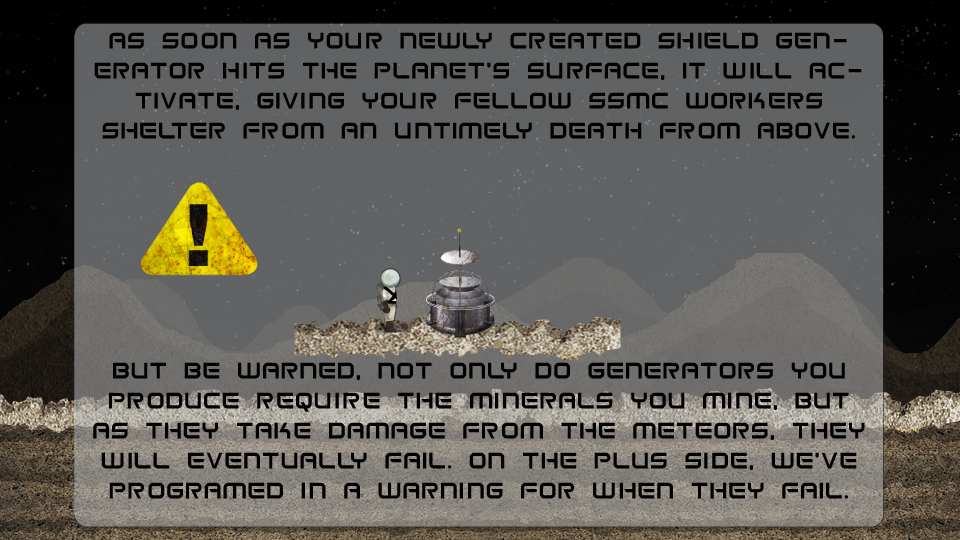 AS SOON AS YOUR NEWLY CREATED SHIELD GEN-
ERATOR HITS THE PLANET'S SURFACE, IT WILL AC-
TIVATE, GIVING YOUR FELLOW SSMC WORKERS
SHELTER FROM AN UNTIMELY DEATH FROM ABOVE.
!
BUT BE WARNED, NOT ONLY DO GENERATORS YOU
PRODUCE REQUIRE THE MINERALS YOU MINE, BUT
AS THEY TAKE DAMAGE FROM THE METEORS, THEY
WILL EVENTUALLY FAIL. ON THE PLUS SIDE, WE'VE
PROGRAMED IN A WARNING FOR WHEN THEY FAIL.